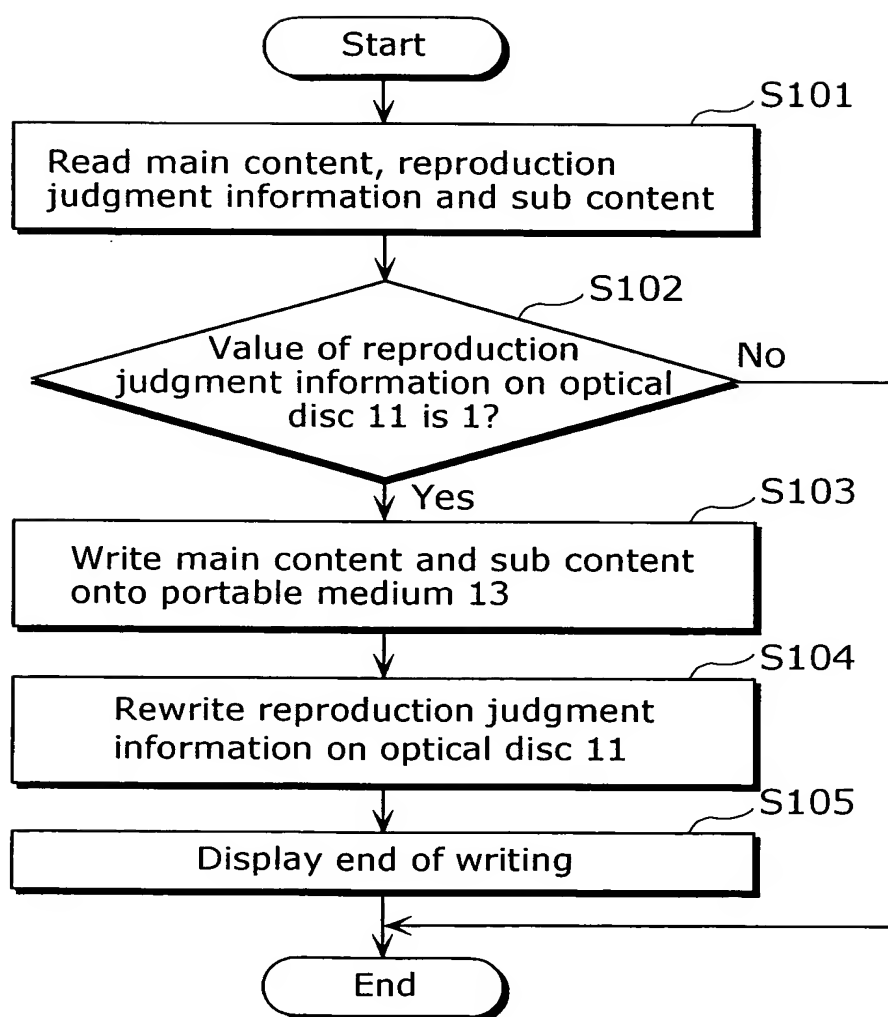 Start
S101
Read main content, reproduction
judgment information and sub content
S102
Value of reproduction
judgment information on optical
disc 11 is 1?
No
Yes
S103
Write main content and sub content
onto portable medium 13
S104
Rewrite reproduction judgment
information on optical disc 11
S105
Display end of writing
End